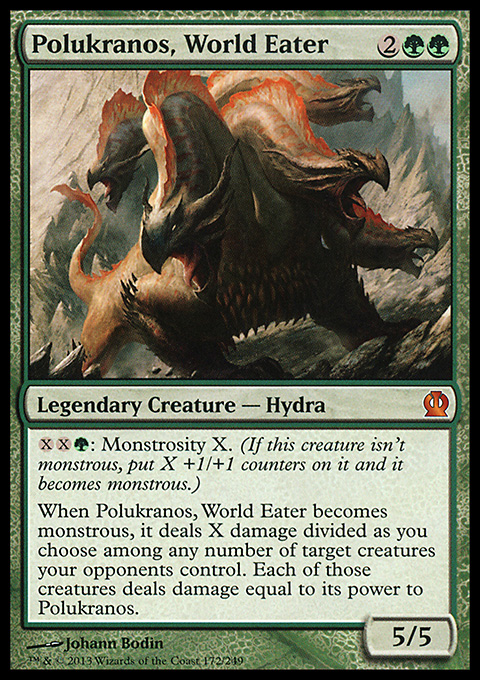 Polukranos, World Eater 2
Legendary Creature — Hydra
X X : Monstrosity X. (If this creature isn't
monstrous, put X +1/+1 counters on it and it
becomes monstrous.)
When Polukranos, World Eater becomes
monstrous, it deals X damage divided as you
choose among any number of target creatures
your opponents control. Each of those
creatures deals damage equal to its power to
Polukranos.
5/5
Johann Bodin
™ & © 2013 Wizards of the Coast 172/249